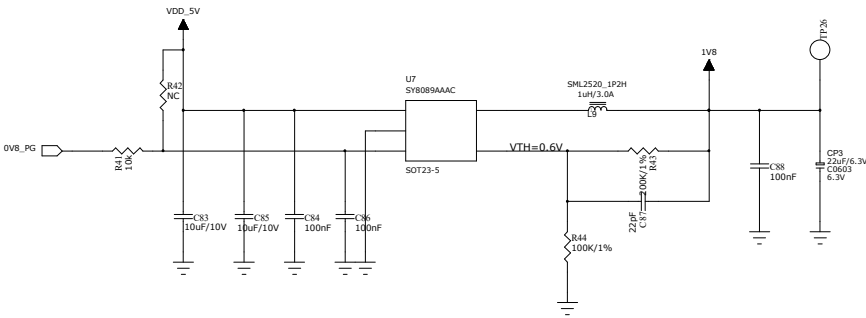 VDD_5V
TP26
1V8
U7
SY8089AAAC
SML2520_1P2H
1uH/3.0A
L9
R42
NC
0V8_PG
R41
10k
VTH=0.6V
R43
200K/1%
SOT23-5
CP3
22uF/6.3V
C0603
6.3V
C88
100nF
C83
10uF/10V
C85
10uF/10V
C84
100nF
C86
100nF
22pF
C87
R44
100K/1%